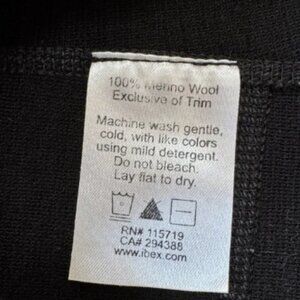 100% Merino Wool
Exclusive of Trim
Machine wash gentle,
cold, with like colors
using mild detergent.
Do not bleach.
Lay flat to dry.
RN# 115719
CA# 294388
www.ibex.com